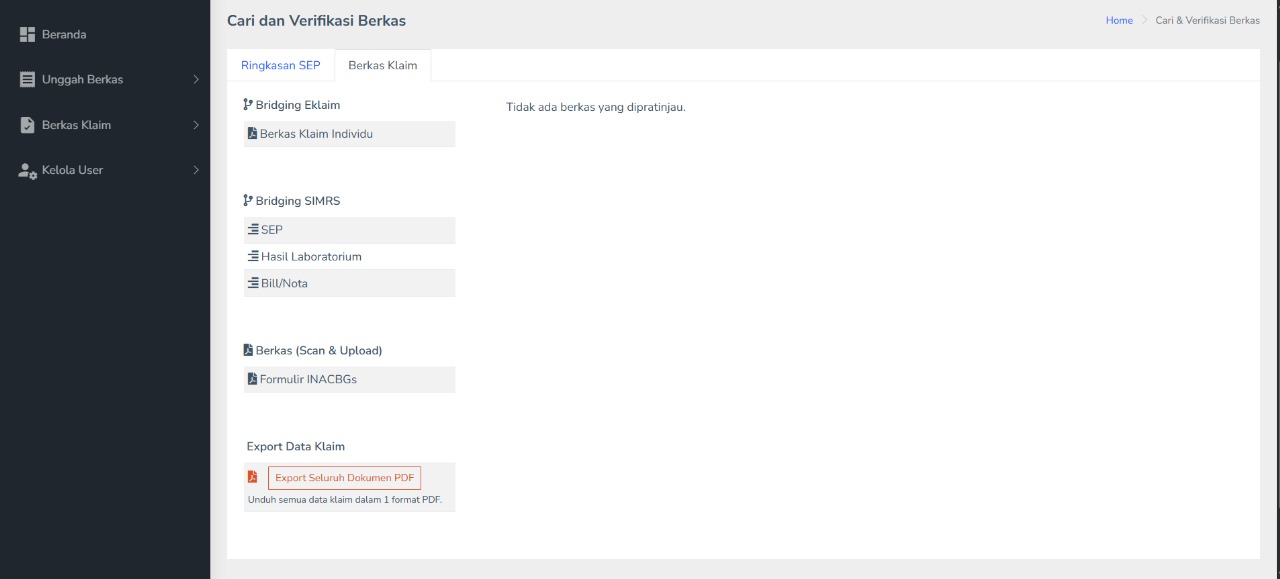 Beranda
Unggah Berkas
Berkas Klaim
Kelola User
Cari dan Verifikasi Berkas
Home
Cari & Verifikasi Berkas
Ringkasan SEP
Berkas Klaim
Bridging Eklaim
Berkas Klaim Individu
Bridging SIMRS
SEP
Hasil Laboratorium
Bill/Nota
Berkas (Scan & Upload)
Formulir INACBGs
Export Data Klaim
Export Seluruh Dokumen PDF
Unduh semua data klaim dalam 1 format PDF.
Tidak ada berkas yang dipratinjau.